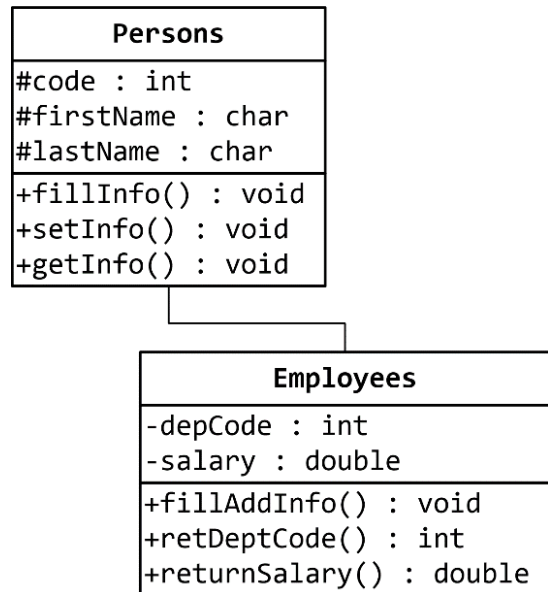 Persons
#code : int
#firstName : char
#lastName : char
+fillInfo() : void
+setInfo() : void
+getInfo() : void
Employees
-depCode : int
-salary : double
+fillAddInfo() : void
+retDeptCode() : int
+returnSalary() : double